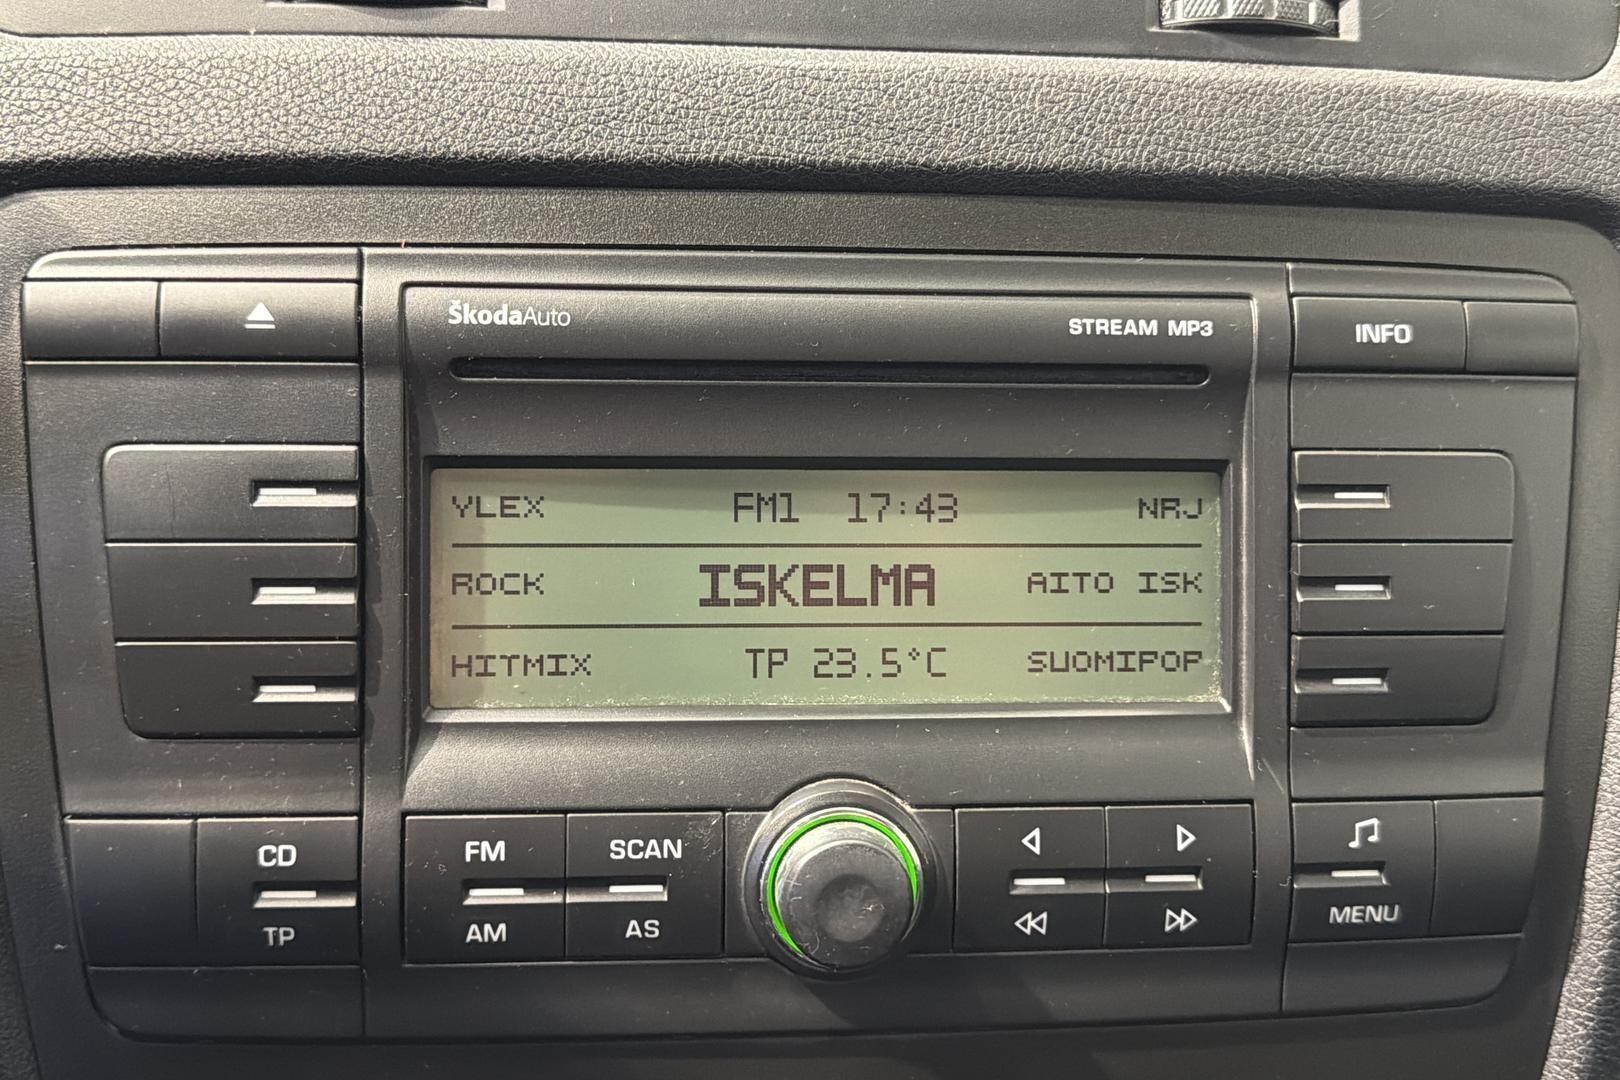 ŠkodaAuto
STREAM MP3
INFO
YLEX FM1 17:43 NRJ
ROCK ISKELMA AITO ISK
HITMIX TP 23.5°C SUOMIPOP
CD
TP
FM
AM
SCAN
AS
MENU